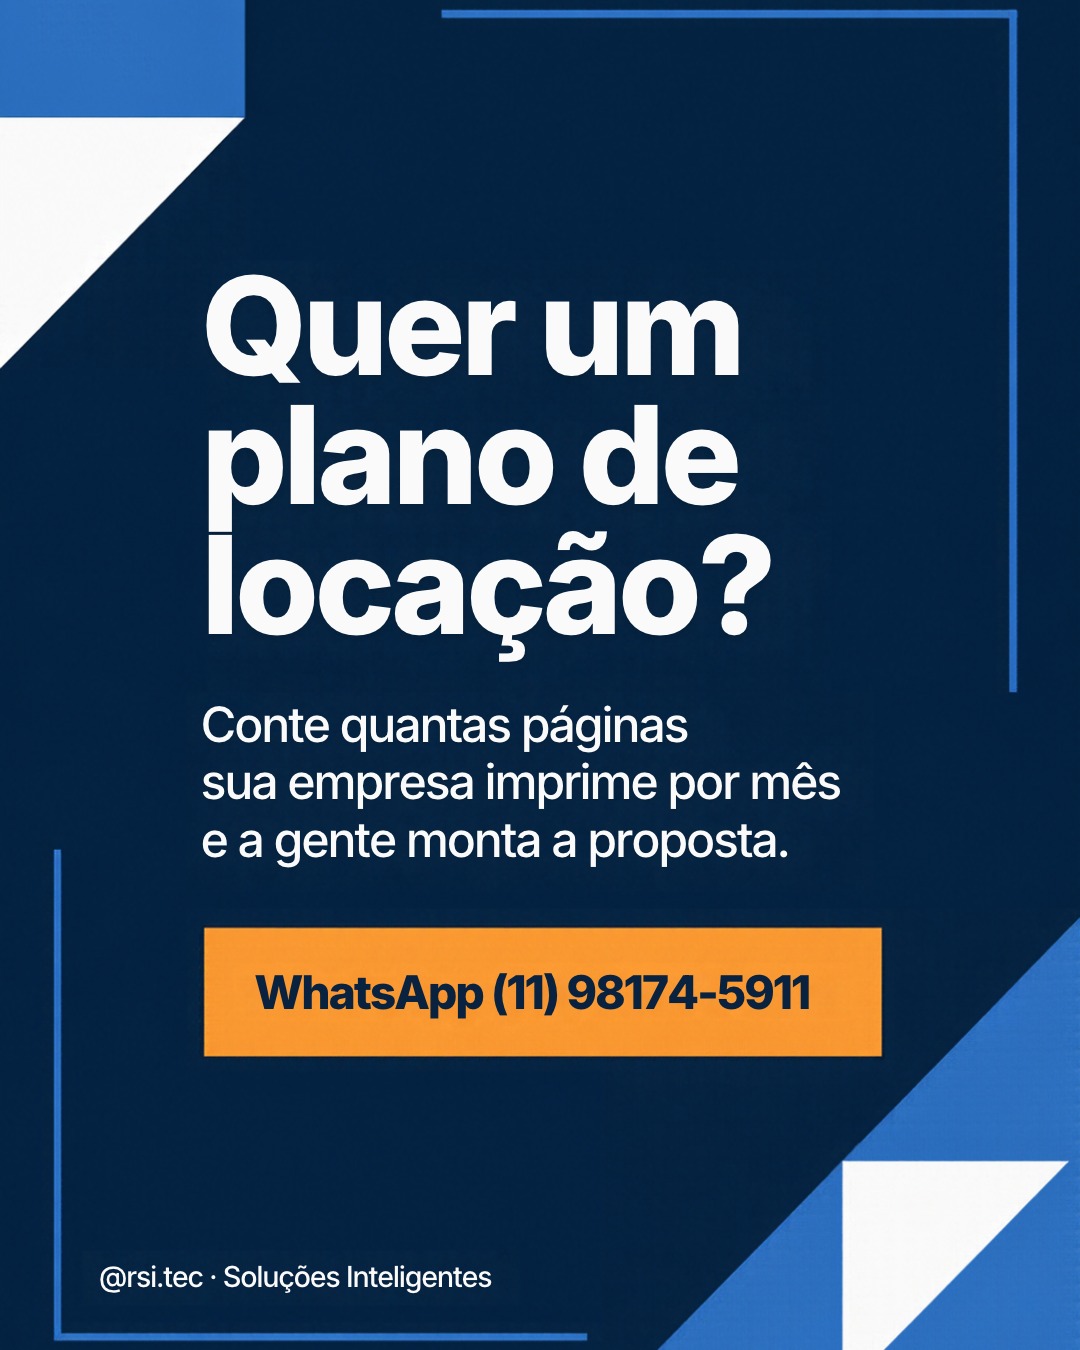 Quer um
plano de
locação?
Conte quantas páginas
sua empresa imprime por mês
e a gente monta a proposta.
WhatsApp (11) 98174-5911
@rsi.tec · Soluções Inteligentes